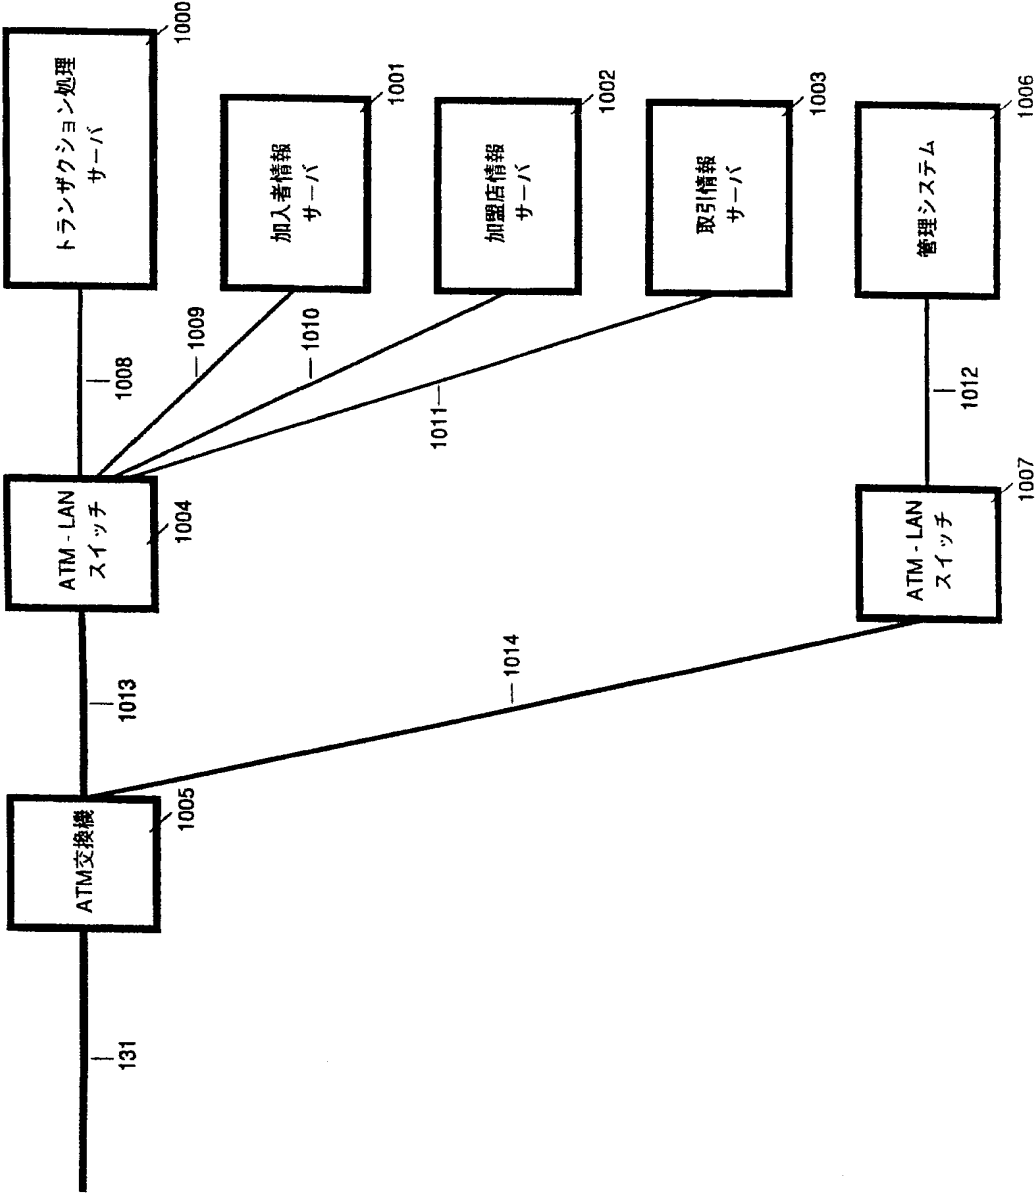 トランザクション処理
サーバ
1000
加入者情報
サーバ
1001
加盟店情報
サーバ
1002
取引情報
サーバ
1003
管理システム
1006
1008
1009
1010
1011
1012
ATM - LAN
スイッチ
1004
ATM - LAN
スイッチ
1007
1013
1014
ATM交換機
1005
131